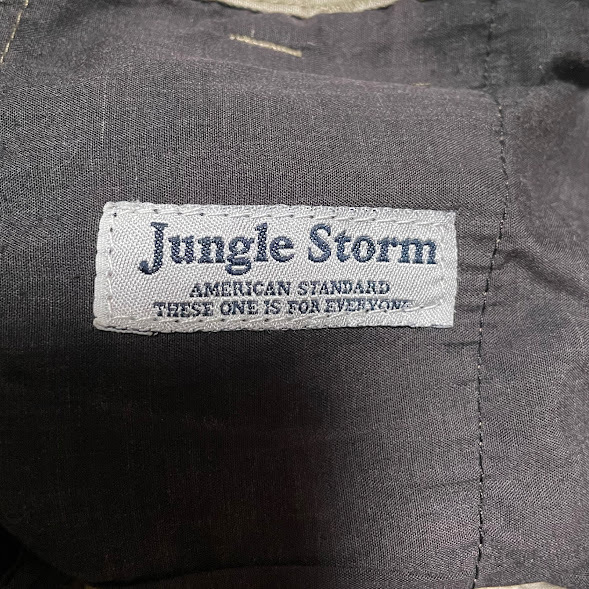 Jungle Storm
AMERICAN STANDARD
THESE ONE IS FOR EVERYONE